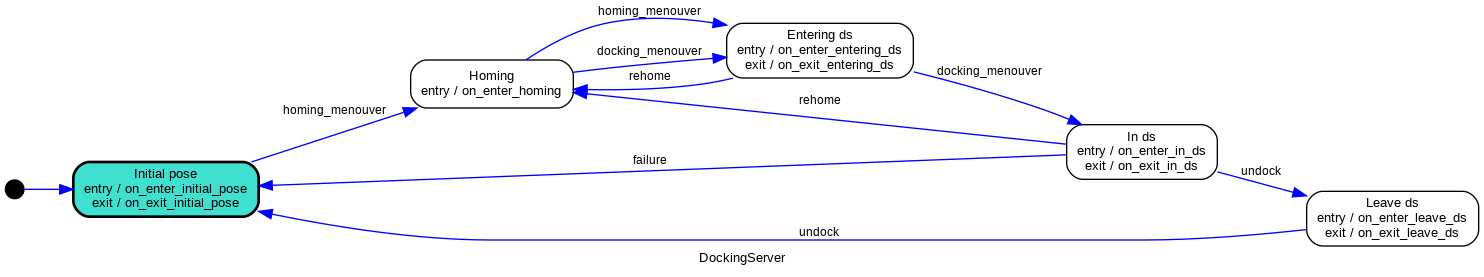 homing_menouver
Entering ds
entry / on_enter_entering_ds
exit / on_exit_entering_ds
docking_menouver
docking_menouver
Homing
entry / on_enter_homing
rehome
rehome
homing_menouver
In ds
entry / on_enter_in_ds
exit / on_exit_in_ds
failure
Initial pose
entry / on_enter_initial_pose
exit / on_exit_initial_pose
undock
Leave ds
entry / on_enter_leave_ds
exit / on_exit_leave_ds
undock
DockingServer